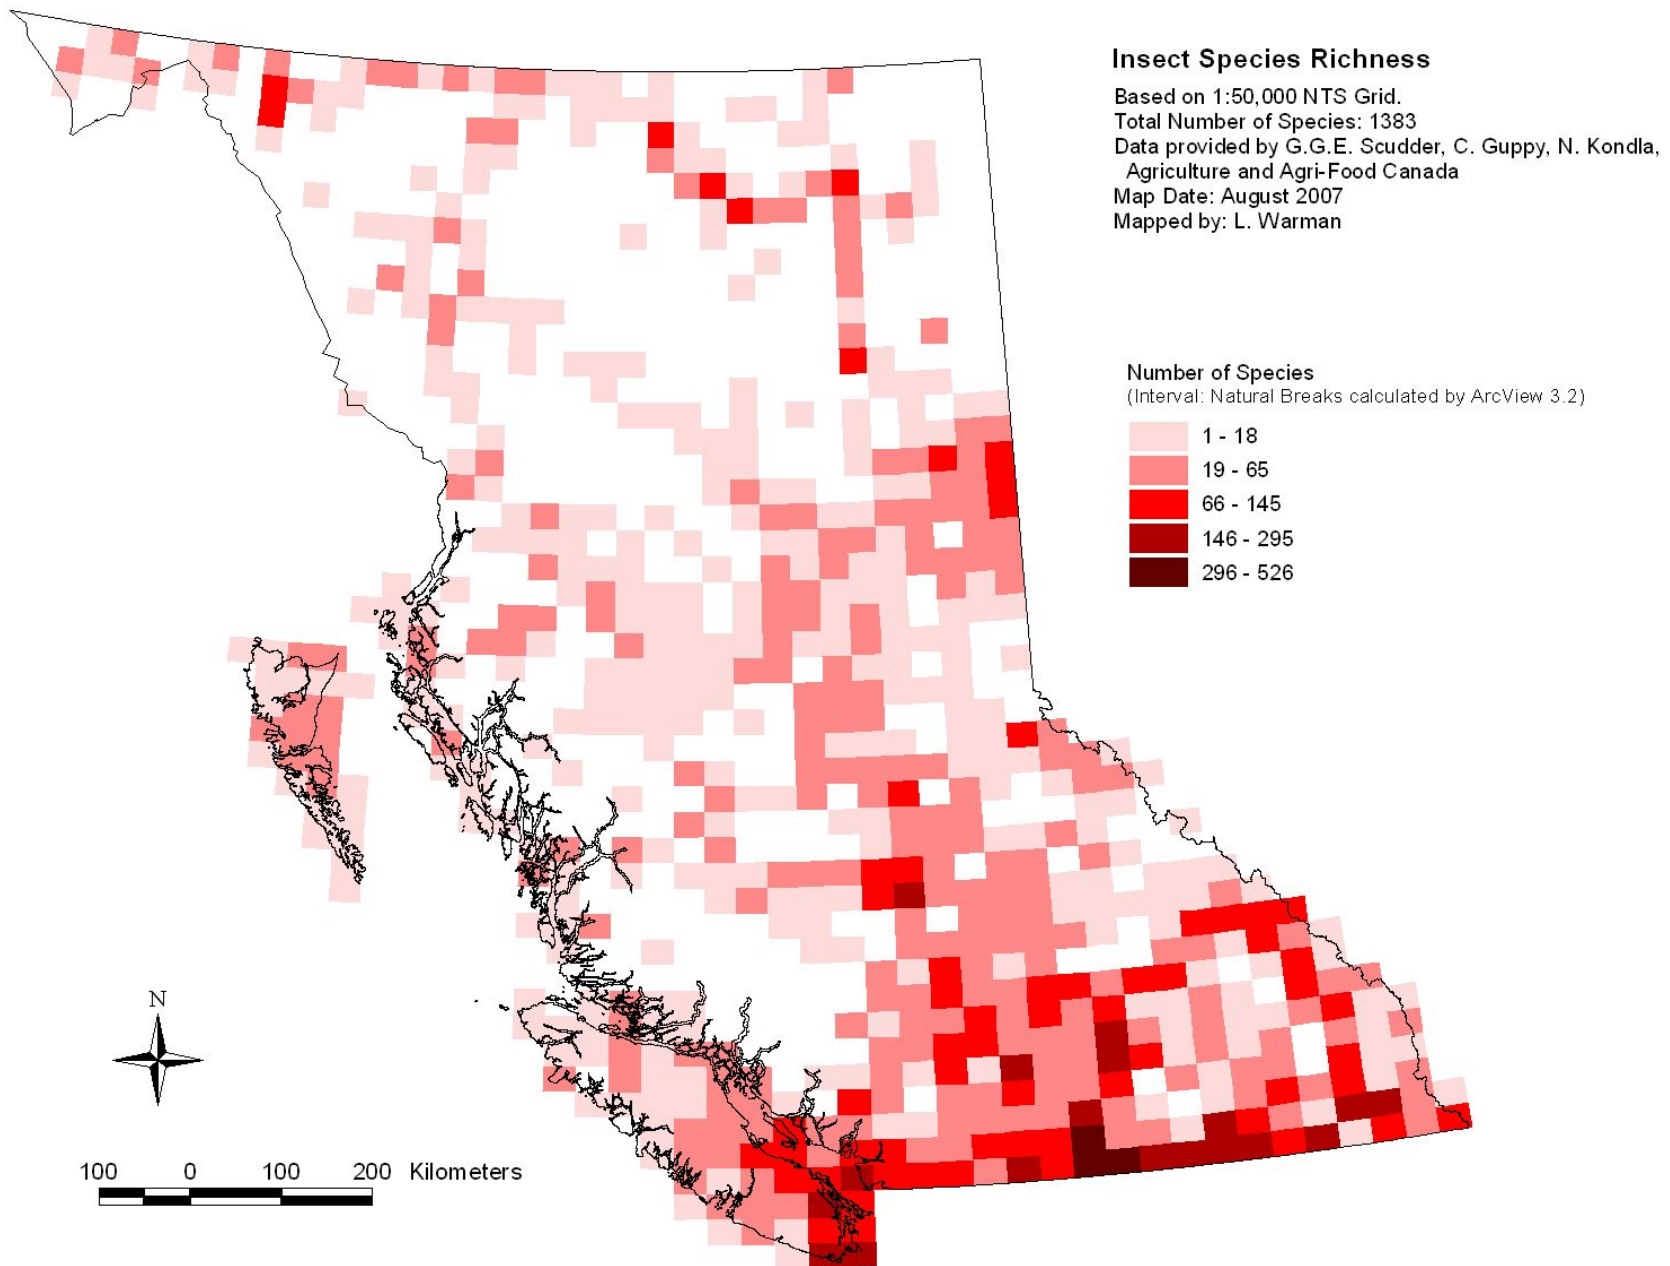 Insect Species Richness
Based on 1:50,000 NTS Grid.
Total Number of Species: 1383
Data provided by G.G.E. Scudder, C. Guppy, N. Kondla,
Agriculture and Agri-Food Canada
Map Date: August 2007
Mapped by: L. Warman
Number of Species
(Interval: Natural Breaks calculated by ArcView 3.2)
1 - 18
19 - 65
66 - 145
146 - 295
296 - 526
N
100 0 100 200 Kilometers